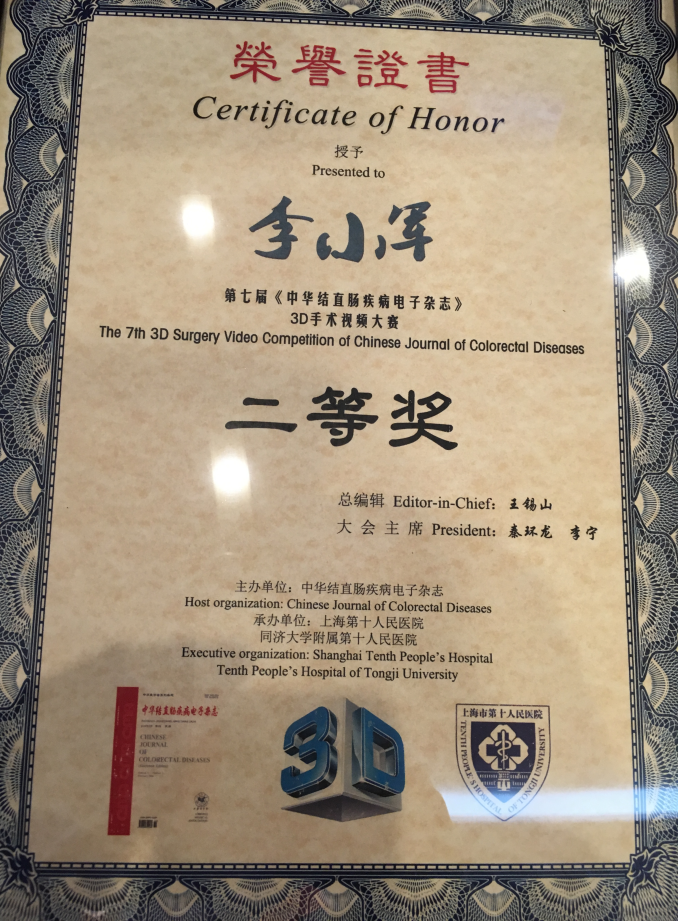 榮譽證書
Certificate of Honor
授予
Presented to
李小军
第七届《中华结直肠疾病电子杂志》
3D手术视频大赛
The 7th 3D Surgery Video Competition of Chinese Journal of Colorectal Diseases
二等奖
总编辑 Editor-in-Chief: 王锡山
大会主席 President: 秦环龙 李宁
主办单位：中华结直肠疾病电子杂志
Host organization: Chinese Journal of Colorectal Diseases
承办单位：上海第十人民医院
同济大学附属第十人民医院
Executive organization: Shanghai Tenth People's Hospital
Tenth People's Hospital of Tongji University
中华结直肠疾病电子杂志
CHINESE
JOURNAL
OF
COLORECTAL DISEASES
3D
上海市第十人民医院
TENTH PEOPLE'S HOSPITAL OF TONGJI UNIVERSITY